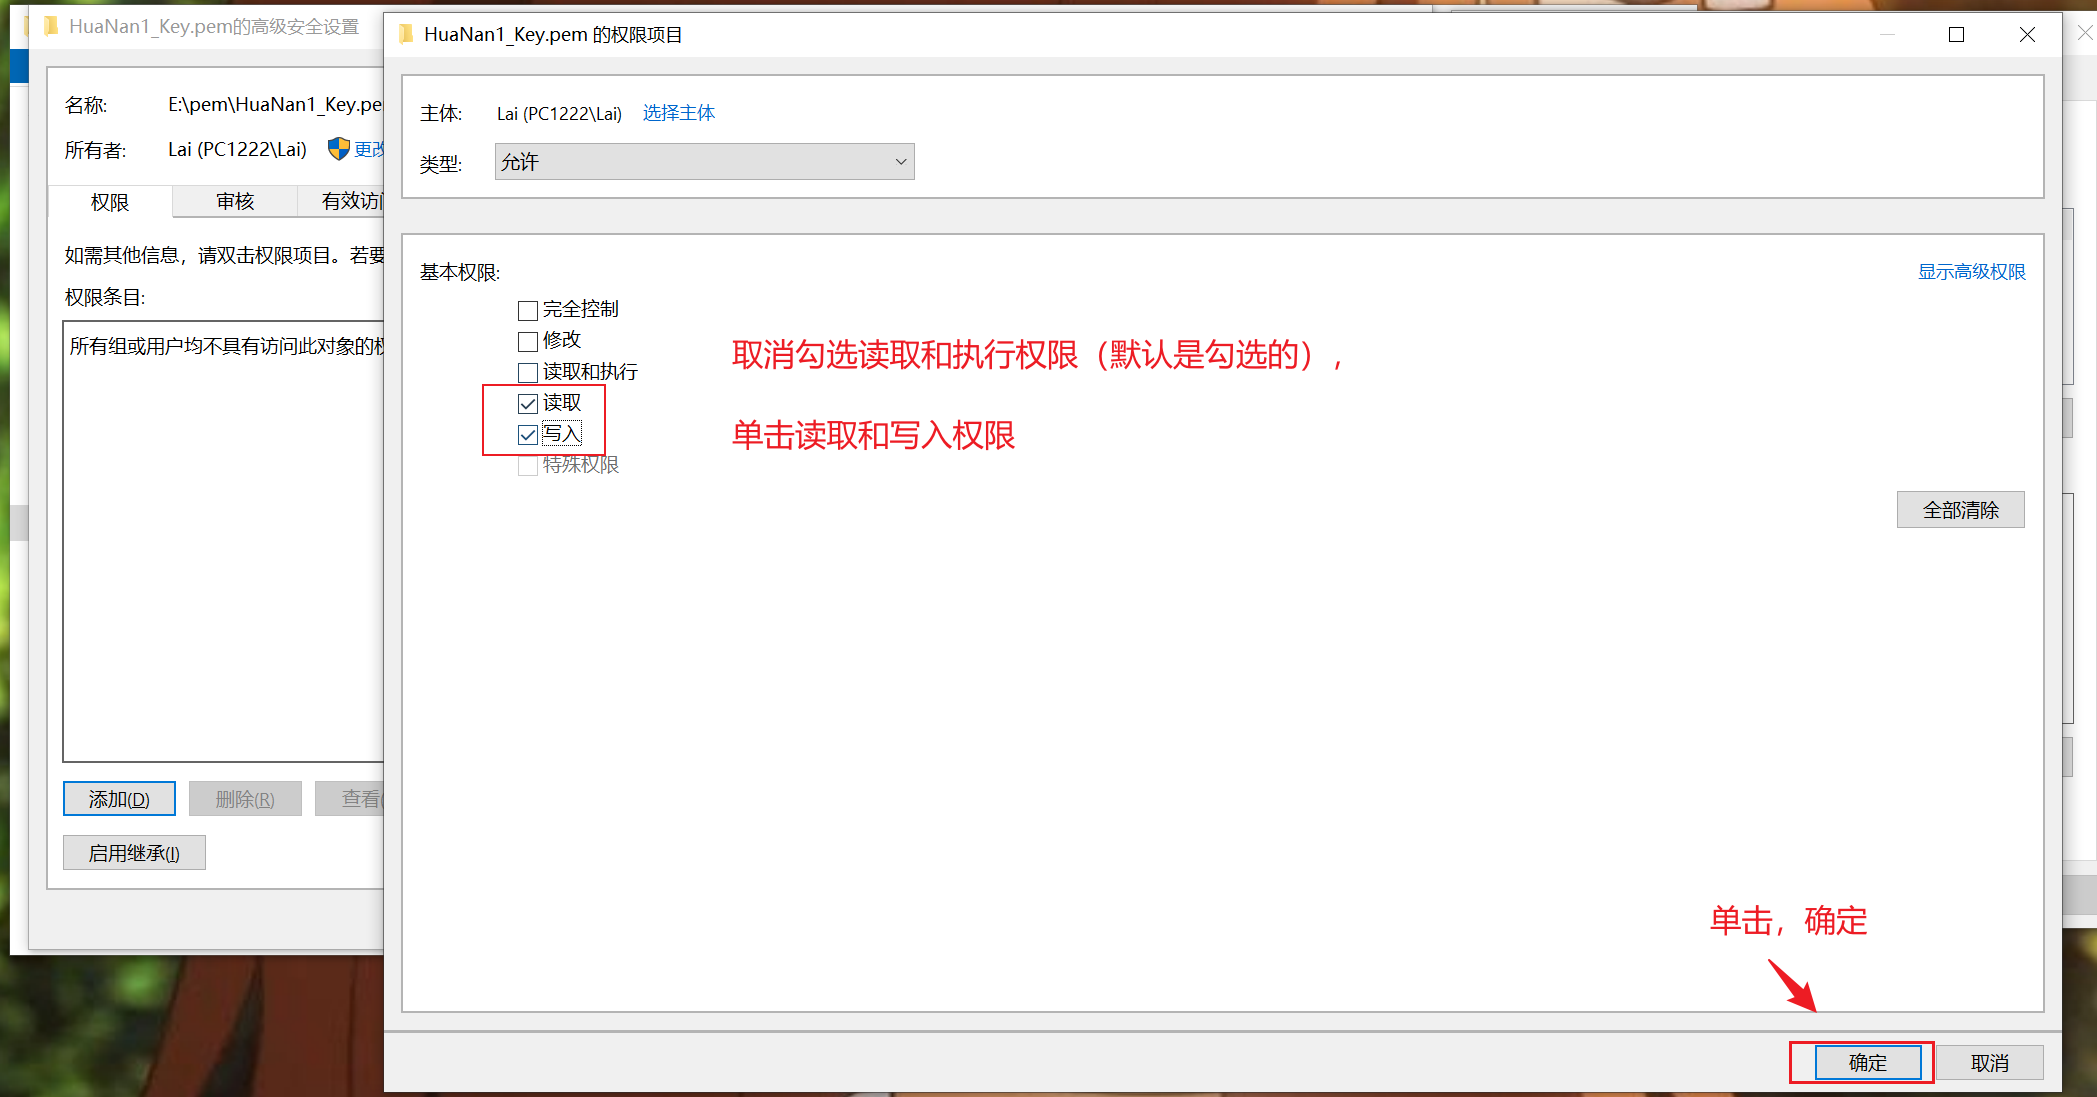 HuaNan1_Key.pem的高级安全设置
名称:
E:\pem\HuaNan1_Key.pe
所有者:
Lai (PC1222\Lai)
更改
权限
审核
有效访
如需其他信息，请双击权限项目。若要
权限条目:
所有组或用户均不具有访问此对象的权
添加(D)
删除(R)
查看(
启用继承(I)
HuaNan1_Key.pem 的权限项目
主体:
Lai (PC1222\Lai)
选择主体
类型:
允许
基本权限:
显示高级权限
完全控制
修改
读取和执行
读取
写入
特殊权限
取消勾选读取和执行权限（默认是勾选的）,
单击读取和写入权限
全部清除
单击，确定
确定
取消